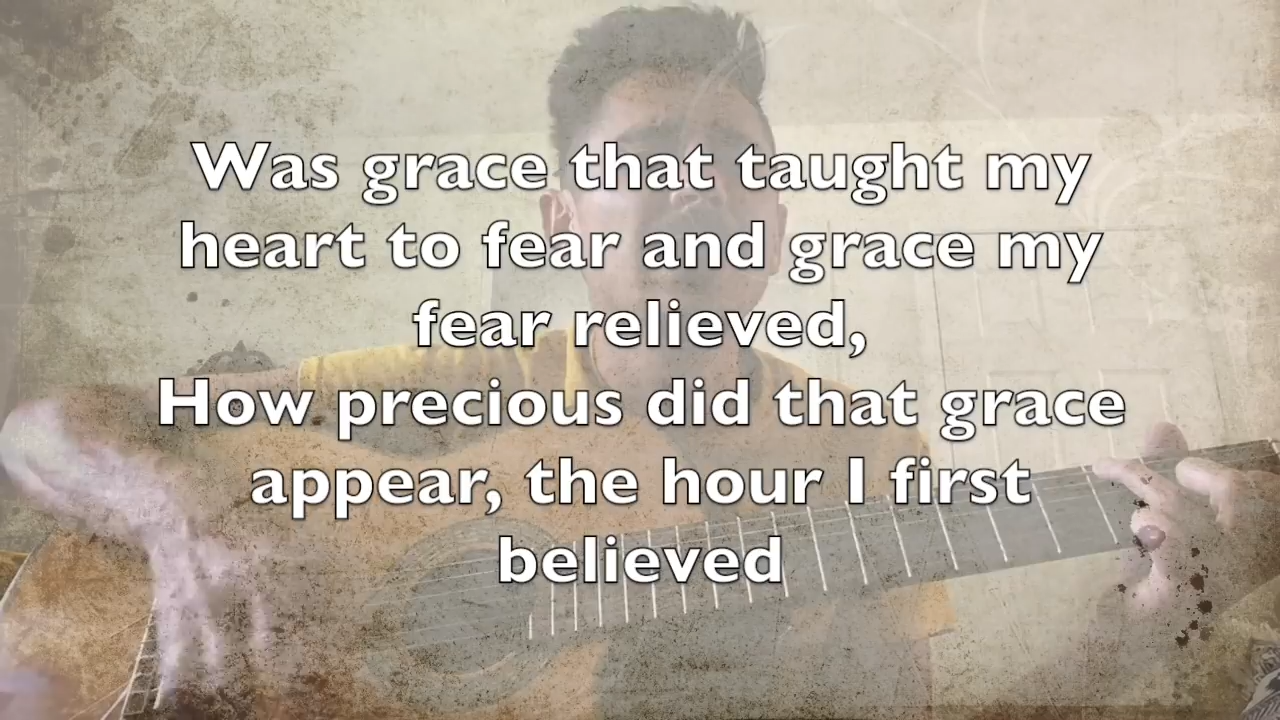 Was grace that taught my
heart to fear and grace my
fear relieved,
How precious did that grace
appear, the hour I first
believed